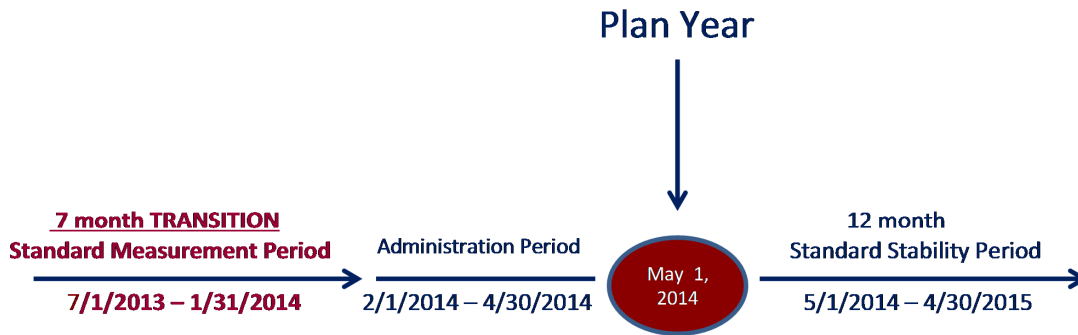 Plan Year
7 month TRANSITION
Standard Measurement Period
7/1/2013 – 1/31/2014
Administration Period
2/1/2014 – 4/30/2014
May 1,
2014
12 month
Standard Stability Period
5/1/2014 – 4/30/2015